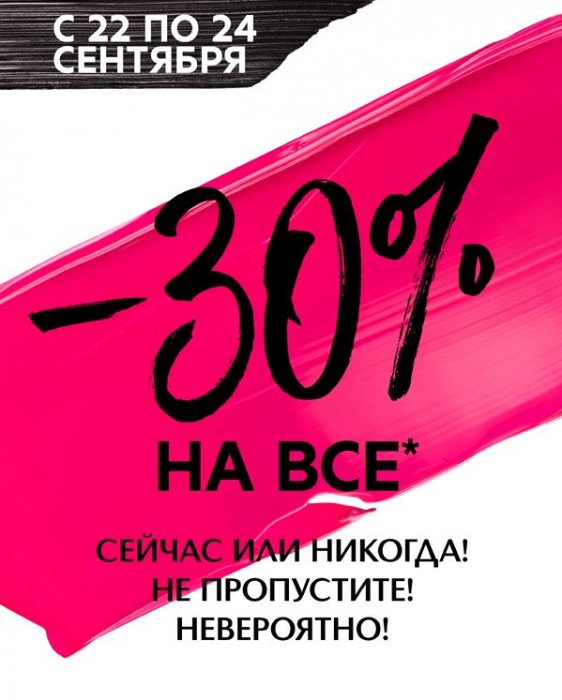 С 22 ПО 24
СЕНТЯБРЯ
-30%
НА ВСЕ*
СЕЙЧАС ИЛИ НИКОГДА!
НЕ ПРОПУСТИТЕ!
НЕВЕРОЯТНО!